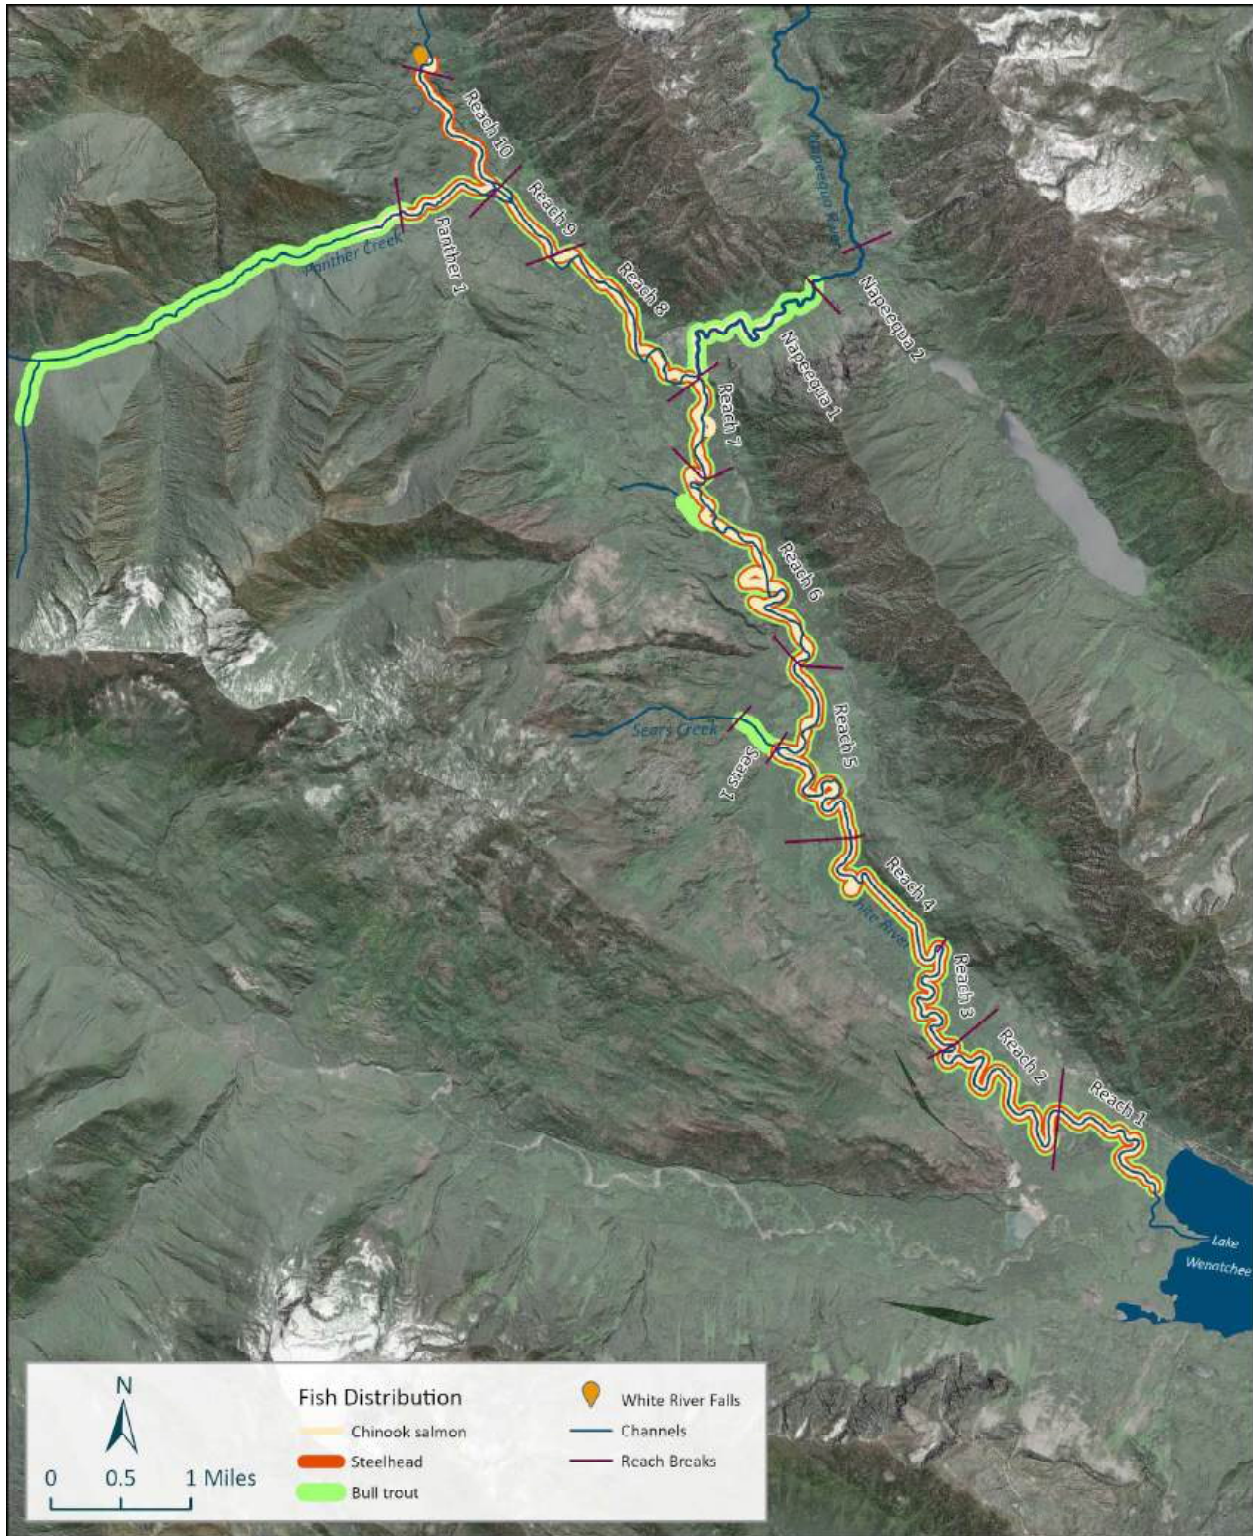 Reach 10
Napeequa River
Reach 9
Panther 1
Panther Creek
Reach 8
Napeequa 2
Napeequa 1
Reach 7
Reach 6
Sears Creek
Reach 5
Sears 1
Reach 4
River
Reach 3
Reach 2
Reach 1
Lake
Wenatchee
N
0 0.5 1 Miles
Fish Distribution
Chinook salmon
Steelhead
Bull trout
White River Falls
Channels
Reach Breaks